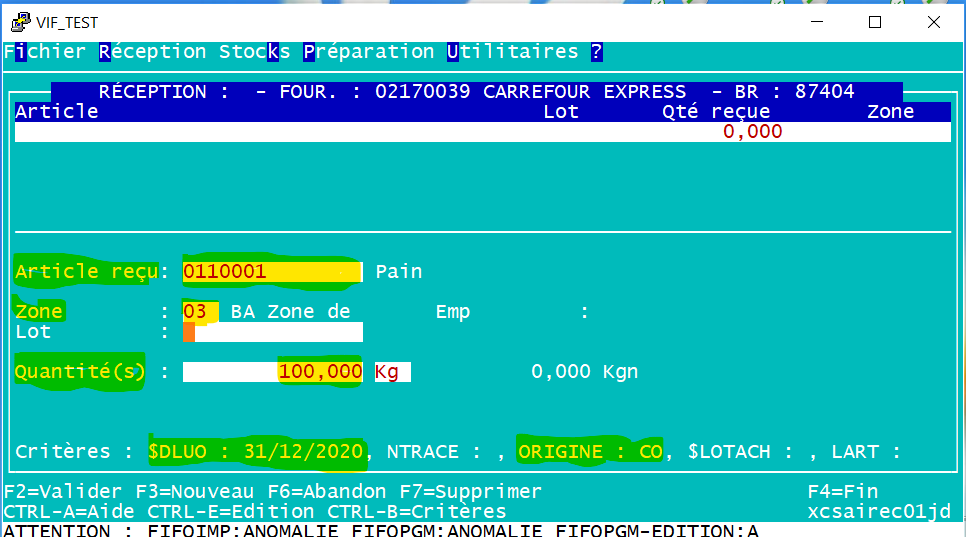 VIF_TEST
Fichier Réception Stocks Préparation Utilitaires ?
RÉCEPTION :  - FOUR. : 02170039 CARREFOUR EXPRESS  - BR : 87404
Article Lot Qté reçue Zone
0,000
Article reçu: 0110001 Pain
Zone : 03 BA Zone de Emp :
Lot :
Quantité(s) : 100,000 Kg 0,000 Kgn
Critères : $DLUO : 31/12/2020, NTRACE : , ORIGINE : CO, $LOTACH : , LART :
F2=Valider F3=Nouveau F6=Abandon F7=Supprimer F4=Fin
CTRL-A=Aide CTRL-E=Edition CTRL-B=Critères xcsairec01jd
ATTENTION : FIFOIMP:ANOMALIE FIFOPGM:ANOMALIE FIFOPGM-EDITION:A